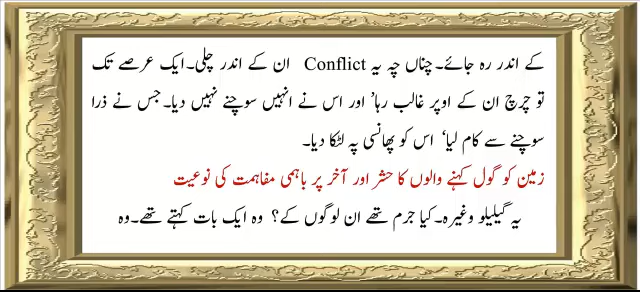 کے اندر رہ جائے۔ چناں چہ یہ Conflict ان کے اندر چلی۔ ایک عرصے تک
تو چرچ ان کے اوپر غالب رہا’ اور اس نے انہیں سوچنے نہیں دیا۔ جس نے ذرا
سوچنے سے کام لیا‘ اس کو پھانسی پہ لٹکا دیا۔
زمین کو گول کہنے والوں کا حشر اور آخر پر باہمی مفاہمت کی نوعیت
یہ گیلیلو وغیرہ۔ کیا جرم تھے ان لوگوں کے؟ وہ ایک بات کہتے تھے۔ وہ